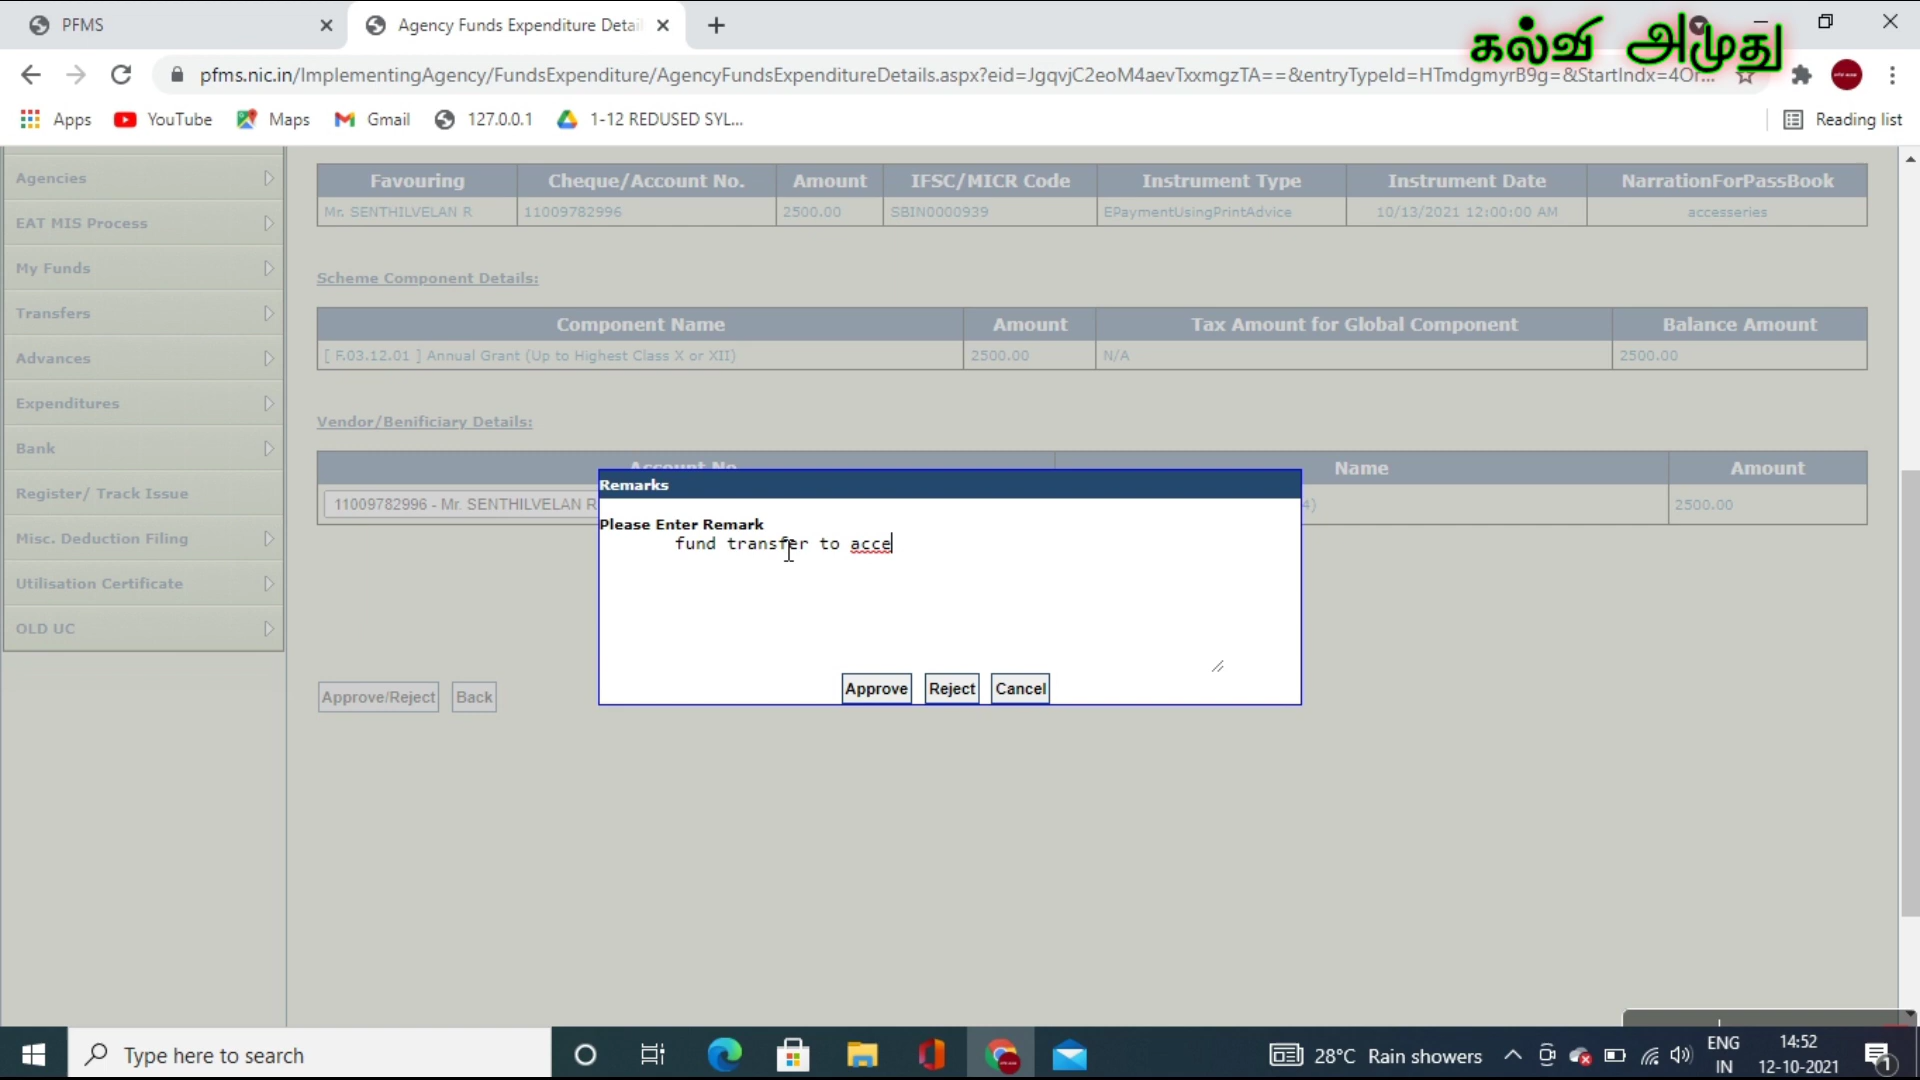 PFMS
Agency Funds Expenditure Detai
கல்வி அமுது
pfms.nic.in/ImplementingAgency/FundsExpenditure/AgencyFundsExpenditureDetails.aspx?eid=JgqvjC2eoM4aevTxxmgzTA==&entryTypeId=HTmdgmyrB9g=&StartIndx=4Or...
Apps YouTube Maps Gmail 127.0.0.1 1-12 REDUSED SYL... Reading list
Agencies
EAT MIS Process
My Funds
Transfers
Advances
Expenditures
Bank
Register/ Track Issue
Misc. Deduction Filing
Utilisation Certificate
OLD UC
Favouring Cheque/Account No. Amount IFSC/MICR Code Instrument Type Instrument Date NarrationForPassBook
Mr. SENTHILVELAN R 11009782996 2500.00 SBIN0000939 EPaymentUsingPrintAdvice 10/13/2021 12:00:00 AM accesseries
Scheme Component Details:
Component Name Amount Tax Amount for Global Component Balance Amount
[ F.03.12.01 ] Annual Grant (Up to Highest Class X or XII) 2500.00 N/A 2500.00
Vendor/Benificiary Details:
Account No Name Amount
11009782996 - Mr. SENTHILVELAN R 4) 2500.00
Remarks
Please Enter Remark
fund transfer to acce
Approve Reject Cancel
Approve/Reject Back
Type here to search
28°C Rain showers
ENG
IN
14:52
12-10-2021
1